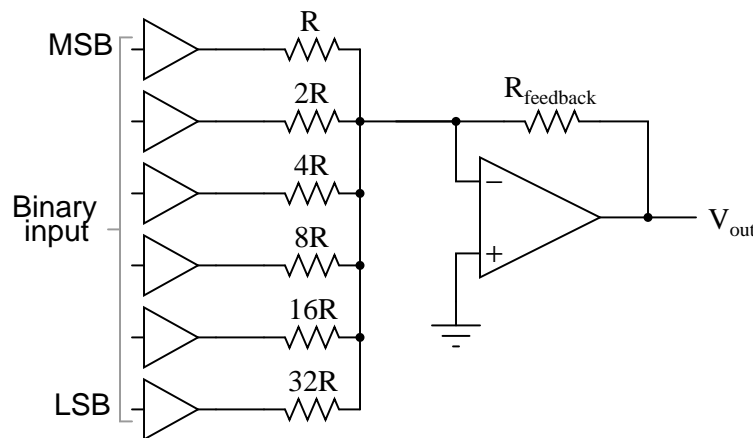 MSB
R
2R
R_feedback
4R
Binary
input
8R
−
+
V_out
16R
LSB
32R